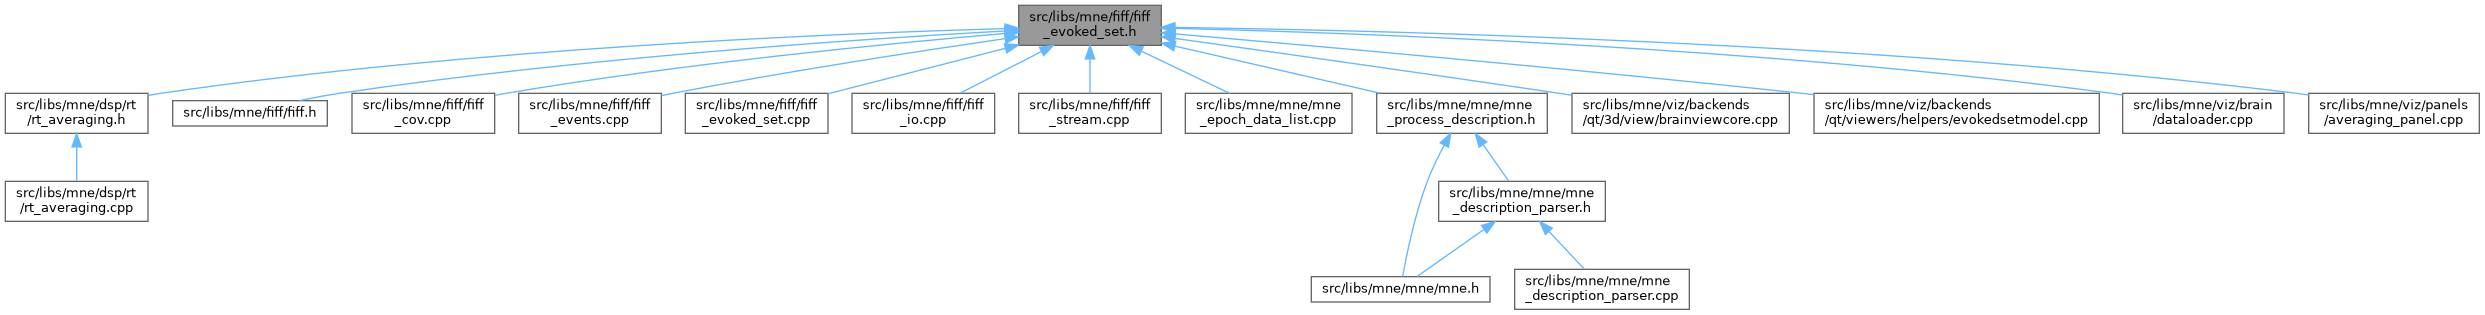 src/libs/mne/fiff/fiff
_evoked_set.h
src/libs/mne/dsp/rt
/rt_averaging.h
src/libs/mne/fiff/fiff.h
src/libs/mne/fiff/fiff
_cov.cpp
src/libs/mne/fiff/fiff
_events.cpp
src/libs/mne/fiff/fiff
_evoked_set.cpp
src/libs/mne/fiff/fiff
_io.cpp
src/libs/mne/fiff/fiff
_stream.cpp
src/libs/mne/mne/mne
_epoch_data_list.cpp
src/libs/mne/mne/mne
_process_description.h
src/libs/mne/viz/backends
/qt/3d/view/brainviewcore.cpp
src/libs/mne/viz/backends
/qt/viewers/helpers/evokedsetmodel.cpp
src/libs/mne/viz/brain
/dataloader.cpp
src/libs/mne/viz/panels
/averaging_panel.cpp
src/libs/mne/dsp/rt
/rt_averaging.cpp
src/libs/mne/mne/mne
_description_parser.h
src/libs/mne/mne/mne.h
src/libs/mne/mne/mne
_description_parser.cpp